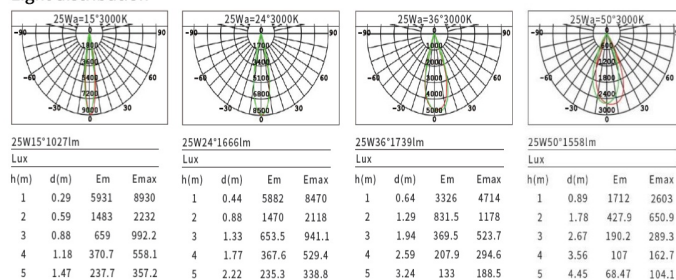 25Wa=15°3000K
-90 0 90
1800
3600
-60 5400 60
7200
-30 9000 30
0
25W15°1027lm
Lux
h(m) d(m) Em Emax
1 0.29 5931 8930
2 0.59 1483 2232
3 0.88 659 992.2
4 1.18 370.7 558.1
5 1.47 237.7 357.2
25Wa=24°3000K
-90 0 90
1700
3400
-60 5100 60
6800
-30 8500 30
0
25W24°1666lm
Lux
h(m) d(m) Em Emax
1 0.44 5882 8470
2 0.88 1470 2118
3 1.33 653.5 941.1
4 1.77 367.6 529.4
5 2.22 235.3 338.8
25Wa=36°3000K
-90 0 90
1000
2000
-60 3000 60
4000
-30 5000 30
0
25W36°1739lm
Lux
h(m) d(m) Em Emax
1 0.64 3326 4714
2 1.29 831.5 1178
3 1.94 369.5 523.7
4 2.59 207.9 294.6
5 3.24 133 188.5
25Wa=50°3000K
-90 0 90
600
1200
-60 1800 60
2400
-30 3000 30
0
25W50°1558lm
Lux
h(m) d(m) Em Emax
1 0.89 1712 2603
2 1.78 427.9 650.9
3 2.67 190.2 289.3
4 3.56 107 162.7
5 4.45 68.47 104.1